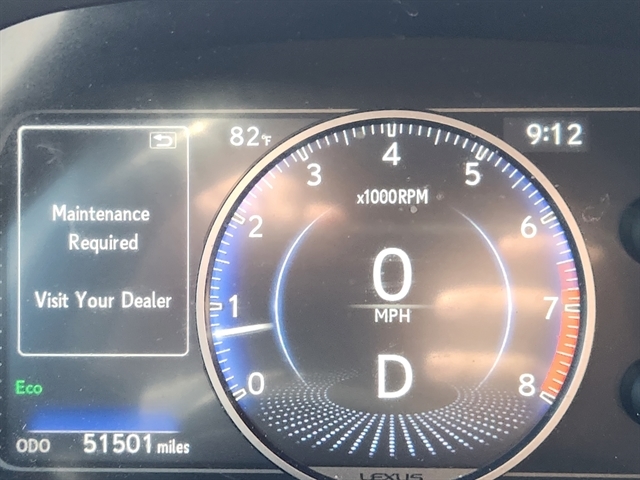 82°F
9:12
Maintenance
Required
Visit Your Dealer
Eco
ODO 51501 miles
0
1
2
3
4
5
6
7
8
x1000RPM
0
MPH
D
LEXUS